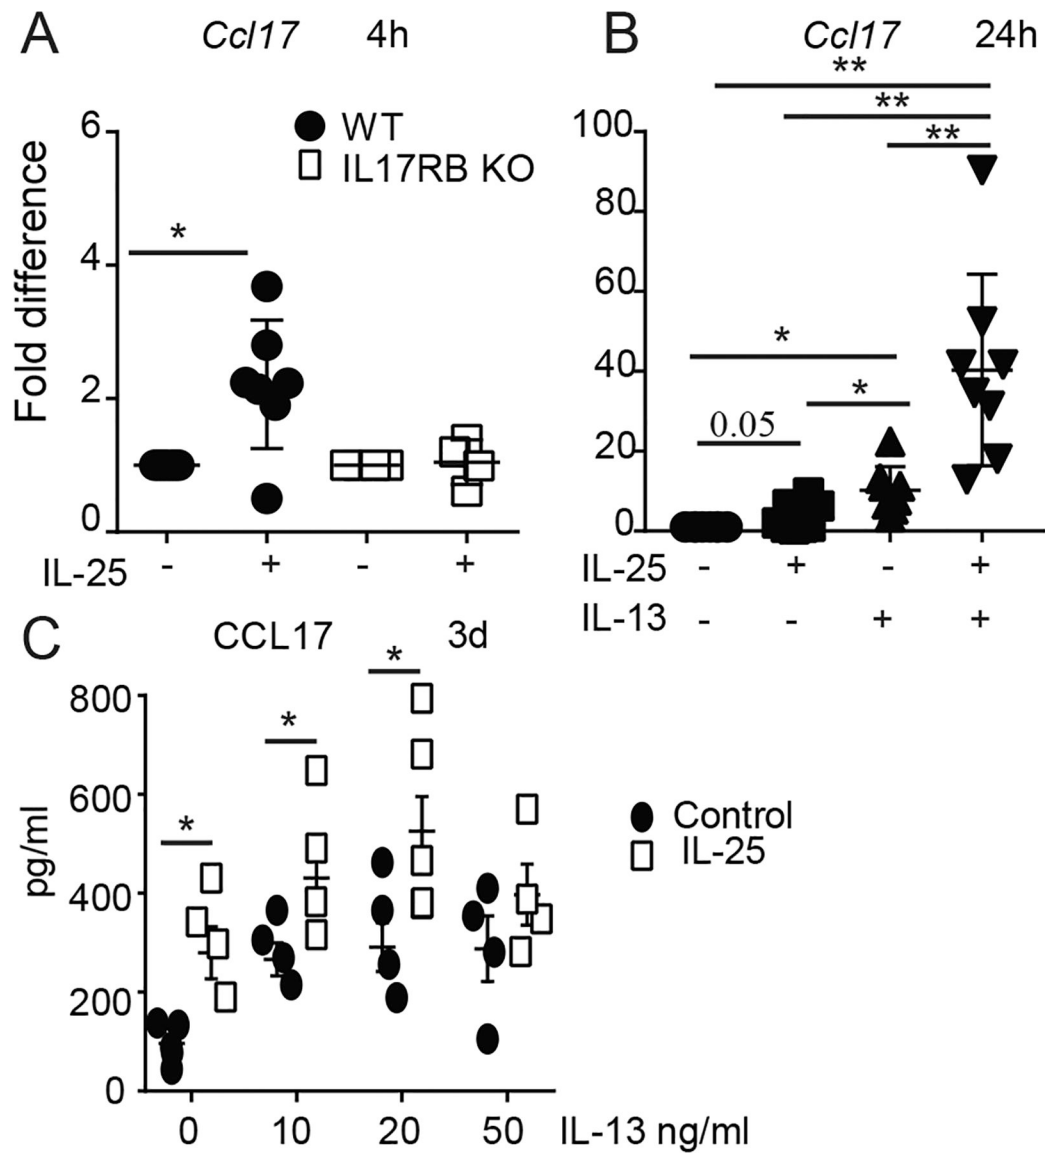 A Ccl17 4h
6
WT
IL17RB KO
*
4
2
0
Fold difference
IL-25 - + - +
B Ccl17 24h
**
**
**
100
80
60
*
40
*
0.05
20
0
IL-25 - + - +
IL-13 - - + +
C CCL17 3d
*
*
*
800
600
400
200
0
pg/ml
Control
IL-25
0 10 20 50 IL-13 ng/ml